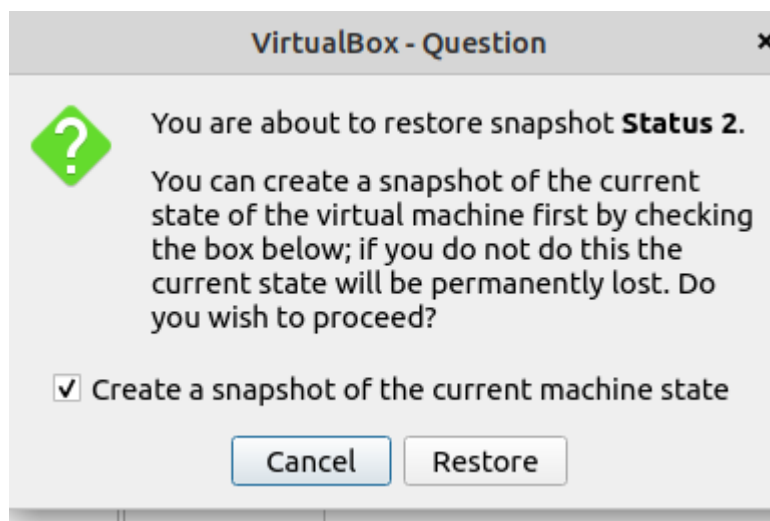 VirtualBox - Question
You are about to restore snapshot Status 2.
You can create a snapshot of the current
state of the virtual machine first by checking
the box below; if you do not do this the
current state will be permanently lost. Do
you wish to proceed?
Create a snapshot of the current machine state
Cancel Restore